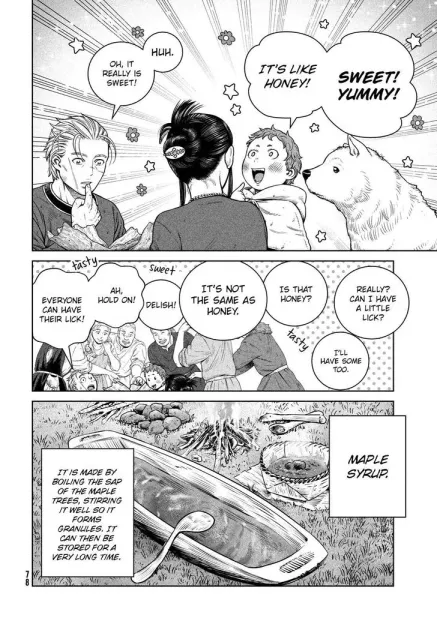 SWEET!
YUMMY!
IT'S LIKE
HONEY!
HUH.
OH, IT
REALLY IS
SWEET!
REALLY?
CAN I HAVE
A LITTLE
LICK?
I'LL
HAVE SOME
TOO.
IS THAT
HONEY?
tasty
IT'S NOT
THE SAME AS
HONEY.
sweet
DELISH!
AH,
HOLD ON!
tasty
EVERYONE
CAN HAVE
THEIR LICK!
MAPLE
SYRUP.
IT IS MADE BY
BOILING THE SAP
OF THE MAPLE
TREES, STIRRING
IT WELL SO IT
FORMS
GRANULES. IT
CAN THEN BE
STORED FOR A
VERY LONG TIME.
78